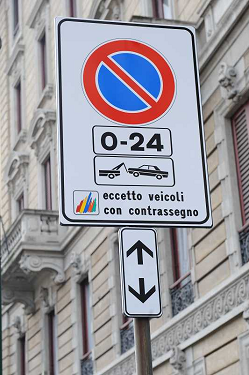 0-24
eccetto veicoli
con contrassegno